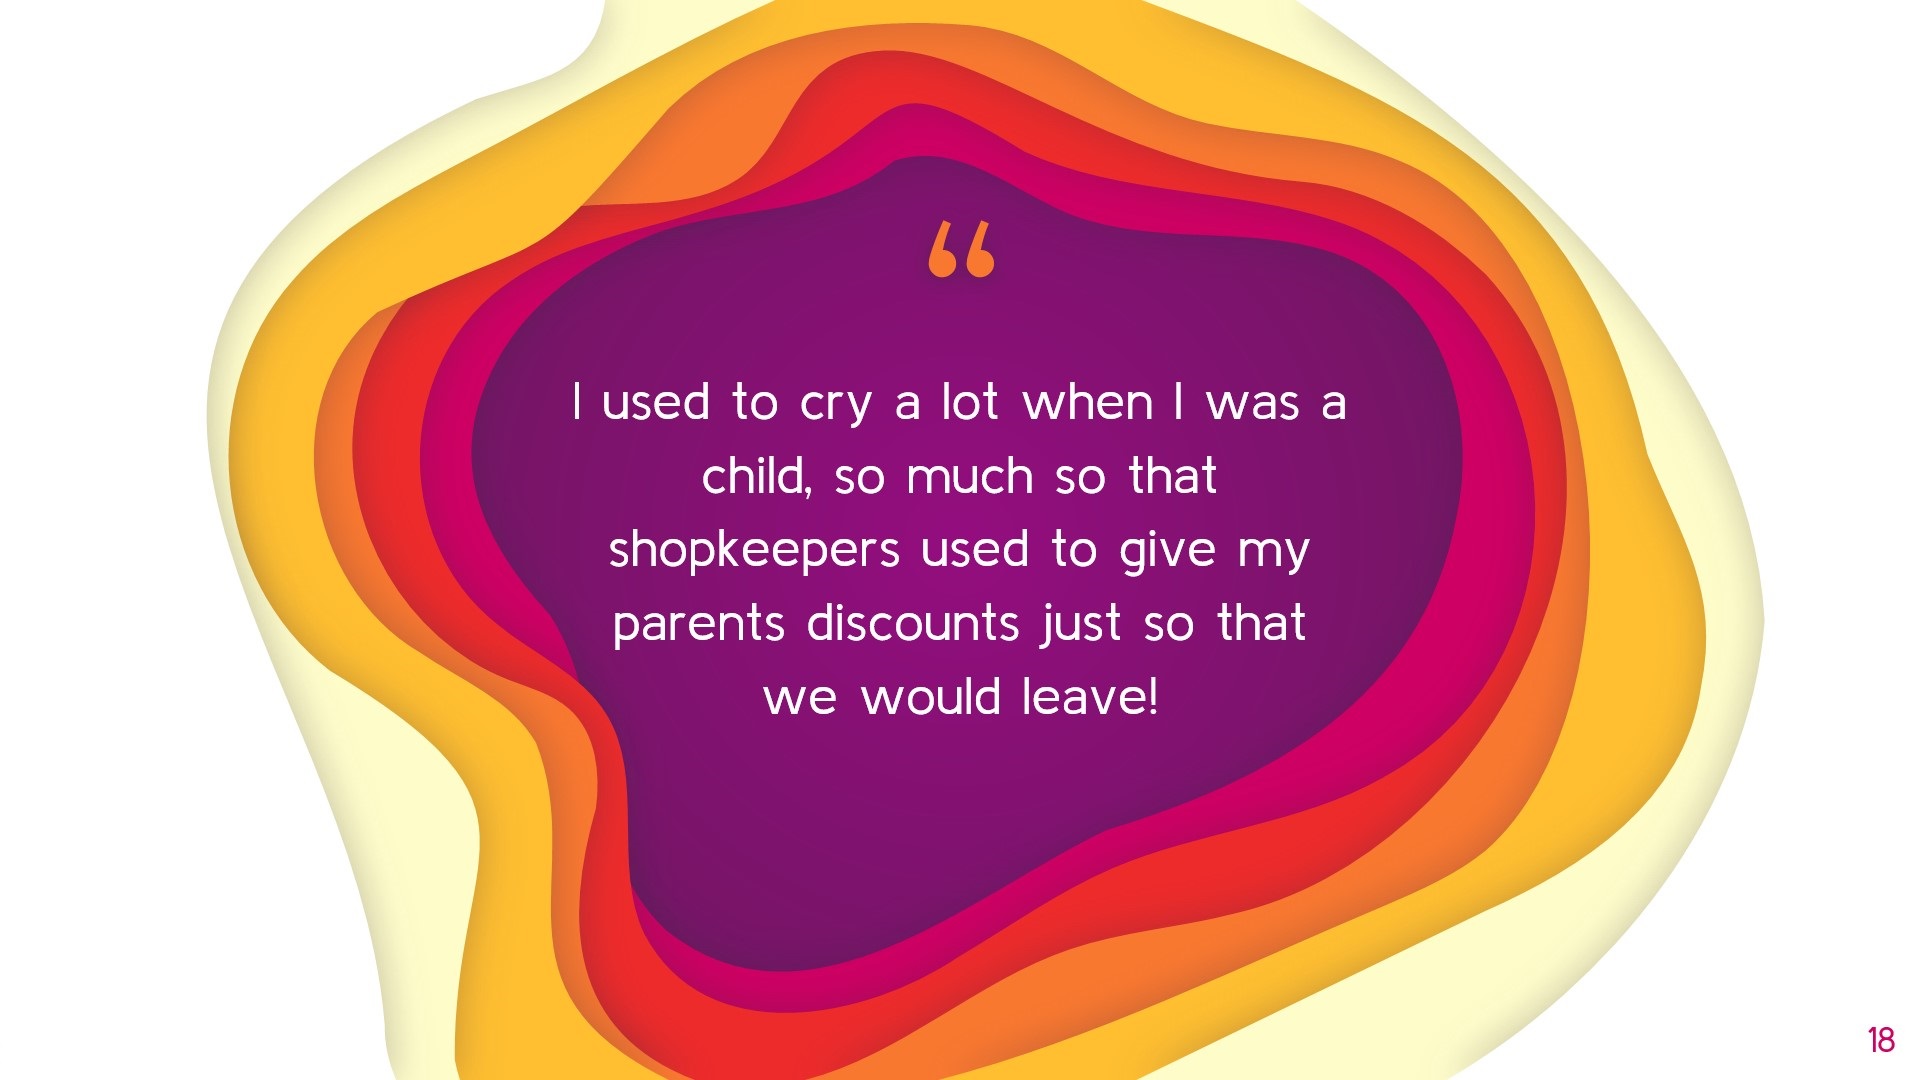 “
I used to cry a lot when I was a
child, so much so that
shopkeepers used to give my
parents discounts just so that
we would leave!
18